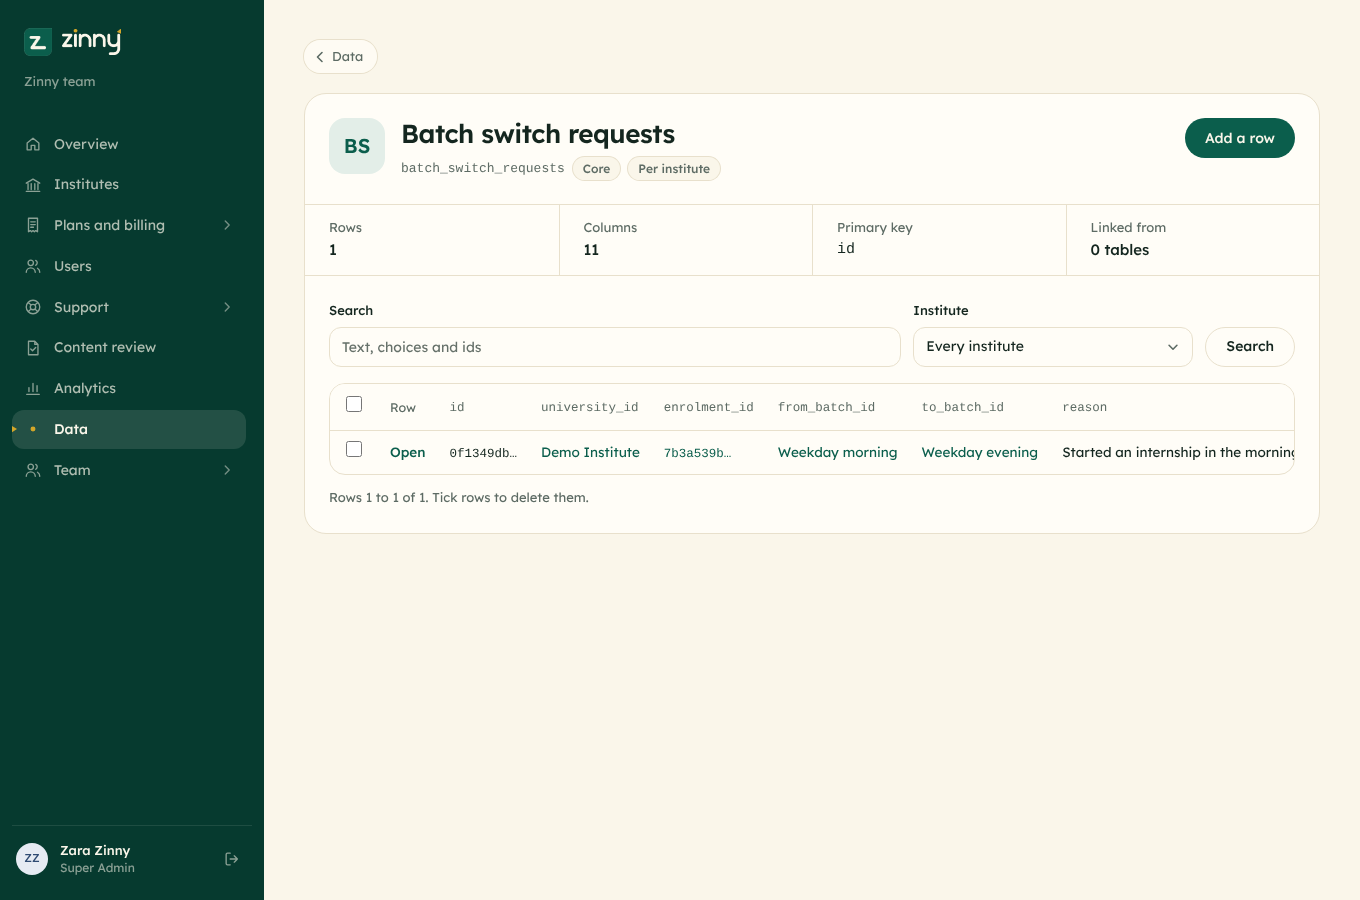 zinny
Zinny team
Overview
Institutes
Plans and billing
Users
Support
Content review
Analytics
Data
Team
ZZ
Zara Zinny
Super Admin
Data
BS
Batch switch requests
batch_switch_requests Core Per institute
Add a row
Rows Columns Primary key Linked from
1 11 id 0 tables
Search Institute
Text, choices and ids Every institute Search
Row id university_id enrolment_id from_batch_id to_batch_id reason
Open 0f1349db… Demo Institute 7b3a539b… Weekday morning Weekday evening Started an internship in the morning
Rows 1 to 1 of 1. Tick rows to delete them.